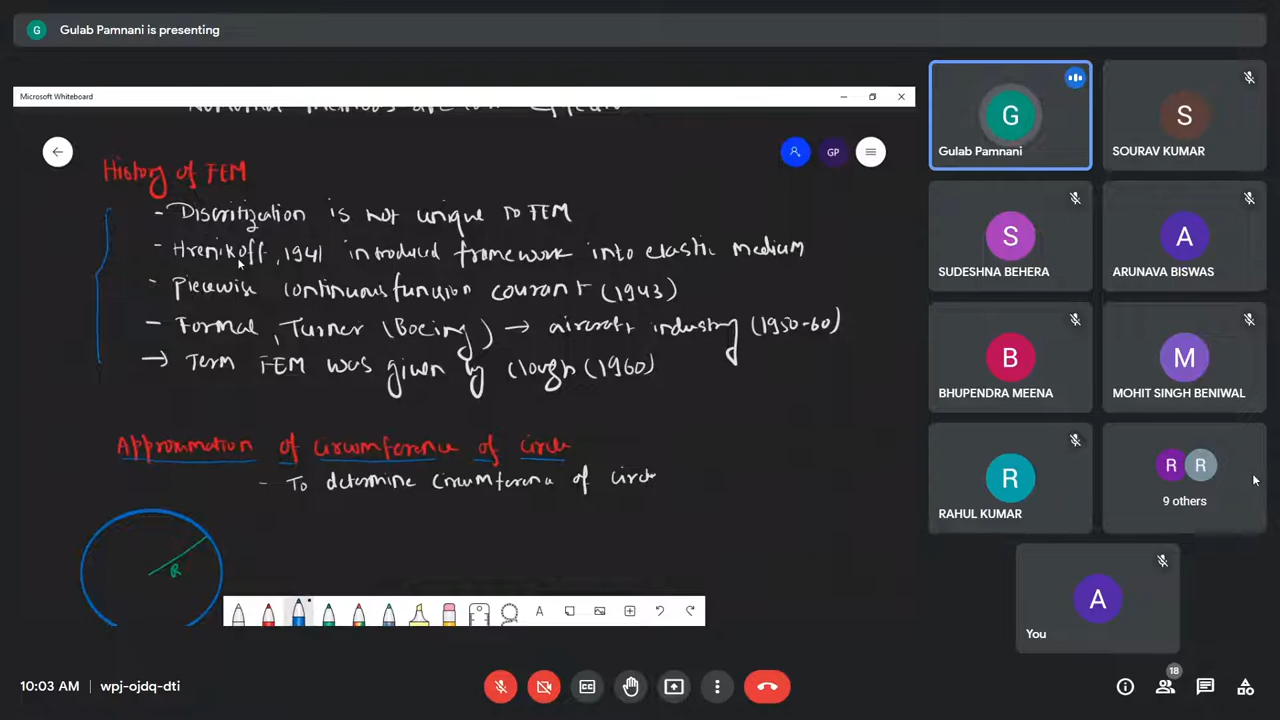 G Gulab Pamnani is presenting
Microsoft Whiteboard
GP
History of FEM
- Discritization is not unique to FEM
- Hrenikoff, 1941 introduced framework into elastic medium
- Piecewise continuous function courant (1943)
- Formal, Turner (Boeing) → aircraft industry (1950-60)
→ Term FEM was given by clough (1960)
Approximation of circumference of circle
- To determine circumference of circle
R
A
G
Gulab Pamnani
S
SOURAV KUMAR
S
SUDESHNA BEHERA
A
ARUNAVA BISWAS
B
BHUPENDRA MEENA
M
MOHIT SINGH BENIWAL
R
RAHUL KUMAR
R R
9 others
A
You
10:03 AM | wpj-ojdq-dti
18